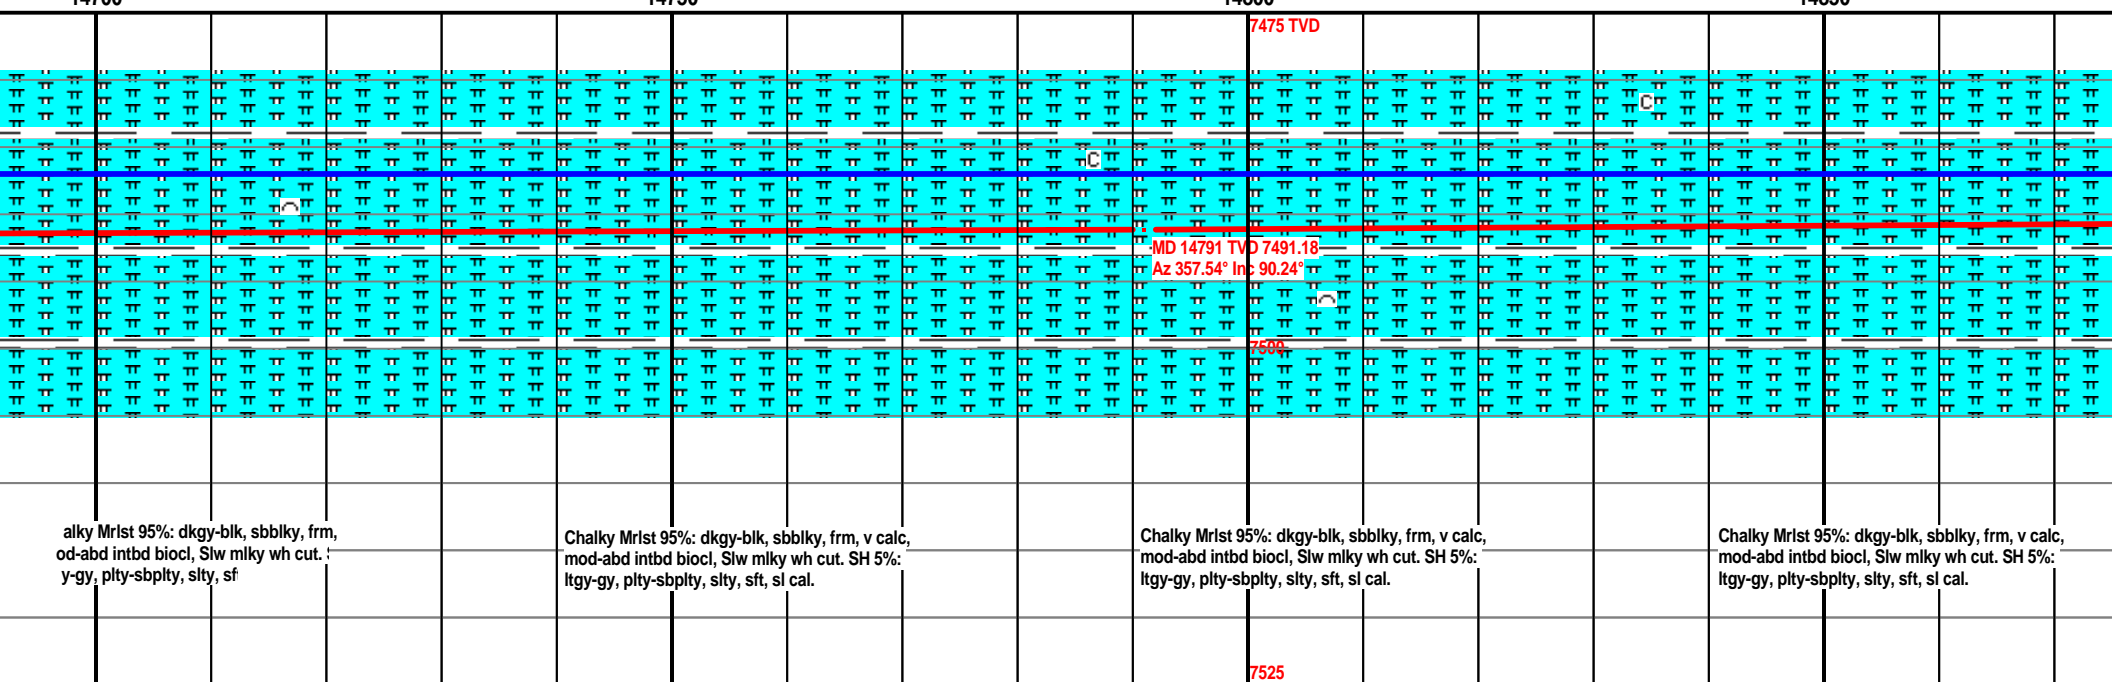 14700 14750 14800 14850
7475 TVD
C
C
MD 14791 TVD 7491.18
Az 357.54° Inc 90.24°
7500
alky Mrlst 95%: dkgy-blk, sbblky, frm,
od-abd intbd biocl, Slw mlky wh cut.
y-gy, plty-sbplty, slty, sf
Chalky Mrlst 95%: dkgy-blk, sbblky, frm, v calc,
mod-abd intbd biocl, Slw mlky wh cut. SH 5%:
ltgy-gy, plty-sbplty, slty, sft, sl cal.
Chalky Mrlst 95%: dkgy-blk, sbblky, frm, v calc,
mod-abd intbd biocl, Slw mlky wh cut. SH 5%:
ltgy-gy, plty-sbplty, slty, sft, sl cal.
Chalky Mrlst 95%: dkgy-blk, sbblky, frm, v calc,
mod-abd intbd biocl, Slw mlky wh cut. SH 5%:
ltgy-gy, plty-sbplty, slty, sft, sl cal.
7525